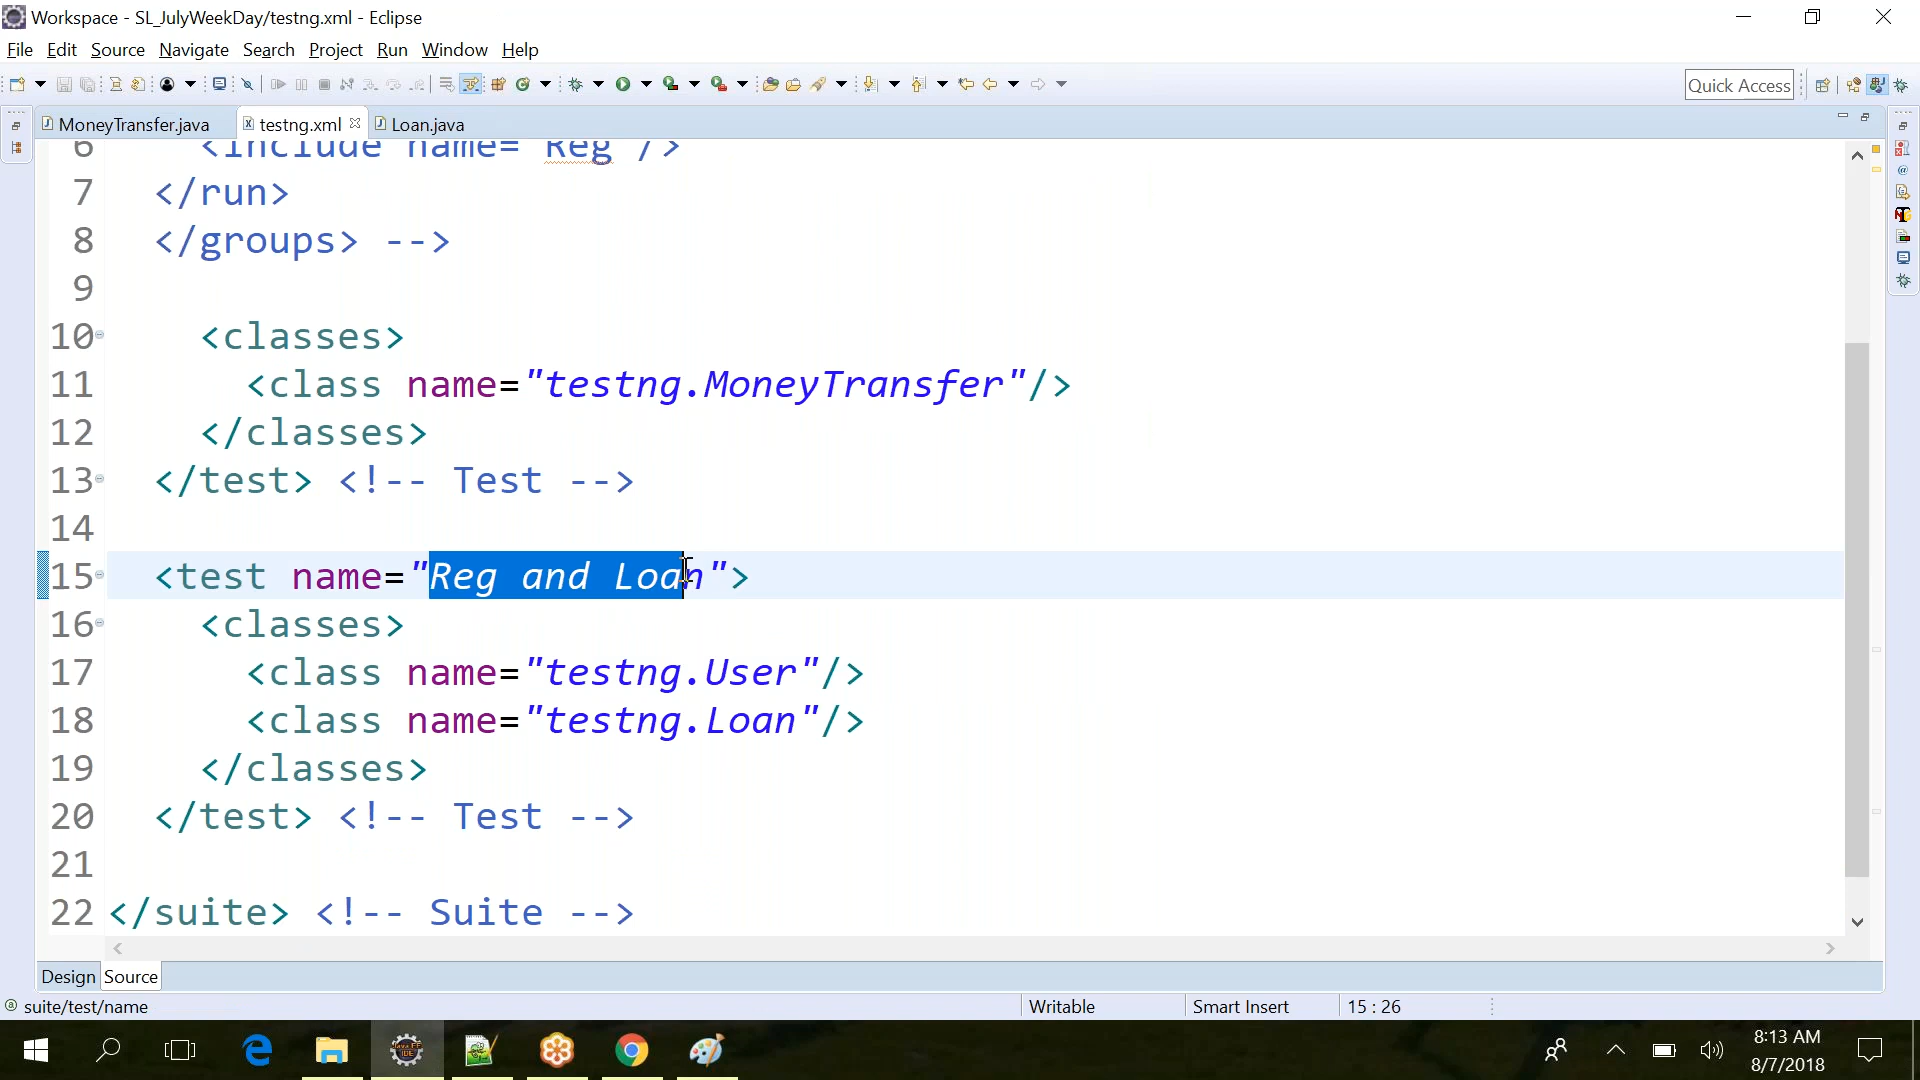 Workspace - SL_JulyWeekDay/testng.xml - Eclipse
File Edit Source Navigate Search Project Run Window Help
Quick Access
MoneyTransfer.java testng.xml Loan.java
6 <include name="Reg"/>
7 </run>
8 </groups> -->
9
10 <classes>
11 <class name="testng.MoneyTransfer"/>
12 </classes>
13 </test> <!-- Test -->
14
15 <test name="Reg and Loan">
16 <classes>
17 <class name="testng.User"/>
18 <class name="testng.Loan"/>
19 </classes>
20 </test> <!-- Test -->
21
22 </suite> <!-- Suite -->
Design Source
suite/test/name Writable Smart Insert 15 : 26
8:13 AM
8/7/2018